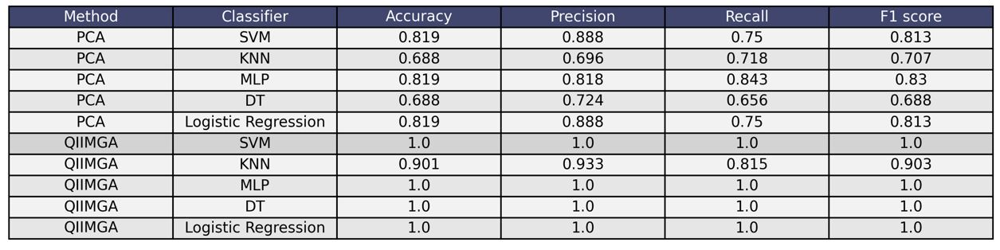 Method Classifier Accuracy Precision Recall F1 score
PCA SVM 0.819 0.888 0.75 0.813
PCA KNN 0.688 0.696 0.718 0.707
PCA MLP 0.819 0.818 0.843 0.83
PCA DT 0.688 0.724 0.656 0.688
PCA Logistic Regression 0.819 0.888 0.75 0.813
QIIMGA SVM 1.0 1.0 1.0 1.0
QIIMGA KNN 0.901 0.933 0.815 0.903
QIIMGA MLP 1.0 1.0 1.0 1.0
QIIMGA DT 1.0 1.0 1.0 1.0
QIIMGA Logistic Regression 1.0 1.0 1.0 1.0